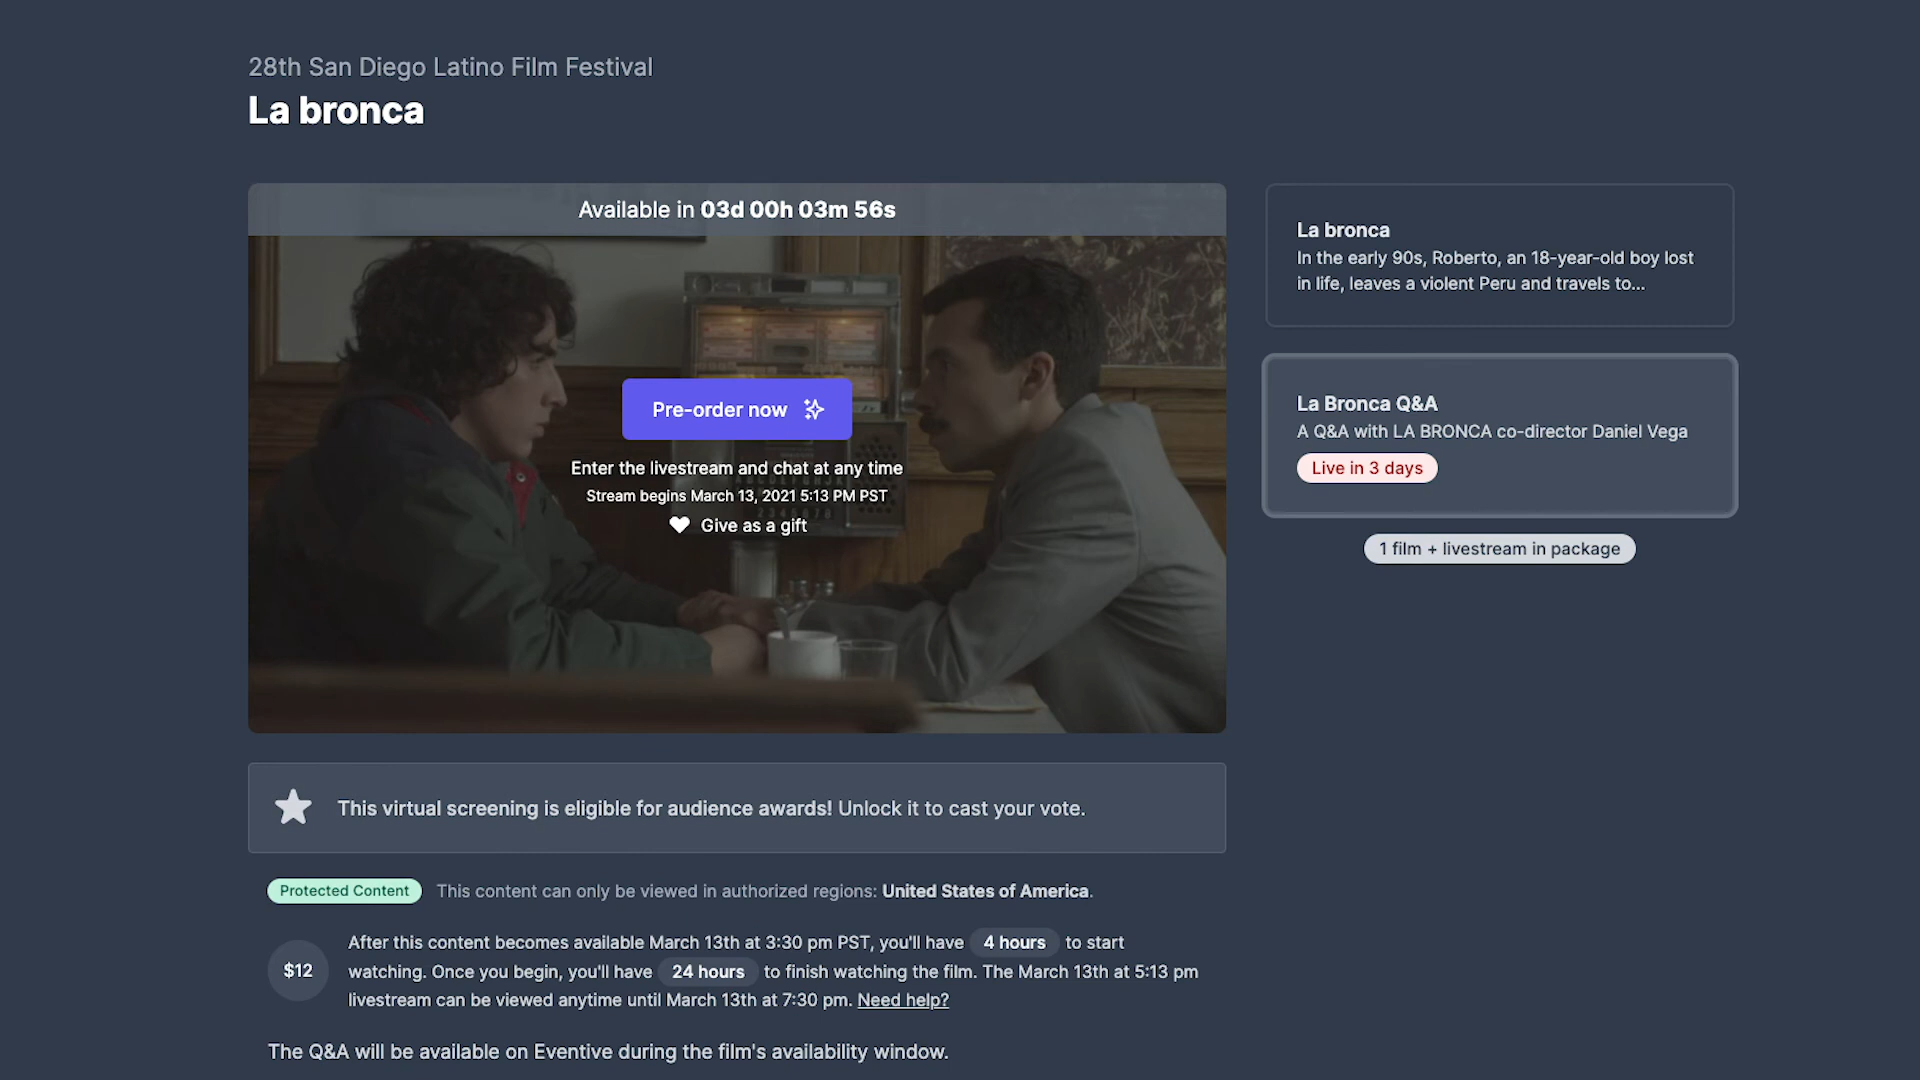 28th San Diego Latino Film Festival
La bronca
Available in 03d 00h 03m 56s
Pre-order now
Enter the livestream and chat at any time
Stream begins March 13, 2021 5:13 PM PST
Give as a gift
La bronca
In the early 90s, Roberto, an 18-year-old boy lost
in life, leaves a violent Peru and travels to...
La Bronca Q&A
A Q&A with LA BRONCA co-director Daniel Vega
Live in 3 days
1 film + livestream in package
This virtual screening is eligible for audience awards! Unlock it to cast your vote.
Protected Content This content can only be viewed in authorized regions: United States of America.
$12
After this content becomes available March 13th at 3:30 pm PST, you'll have 4 hours to start
watching. Once you begin, you'll have 24 hours to finish watching the film. The March 13th at 5:13 pm
livestream can be viewed anytime until March 13th at 7:30 pm. Need help?
The Q&A will be available on Eventive during the film's availability window.